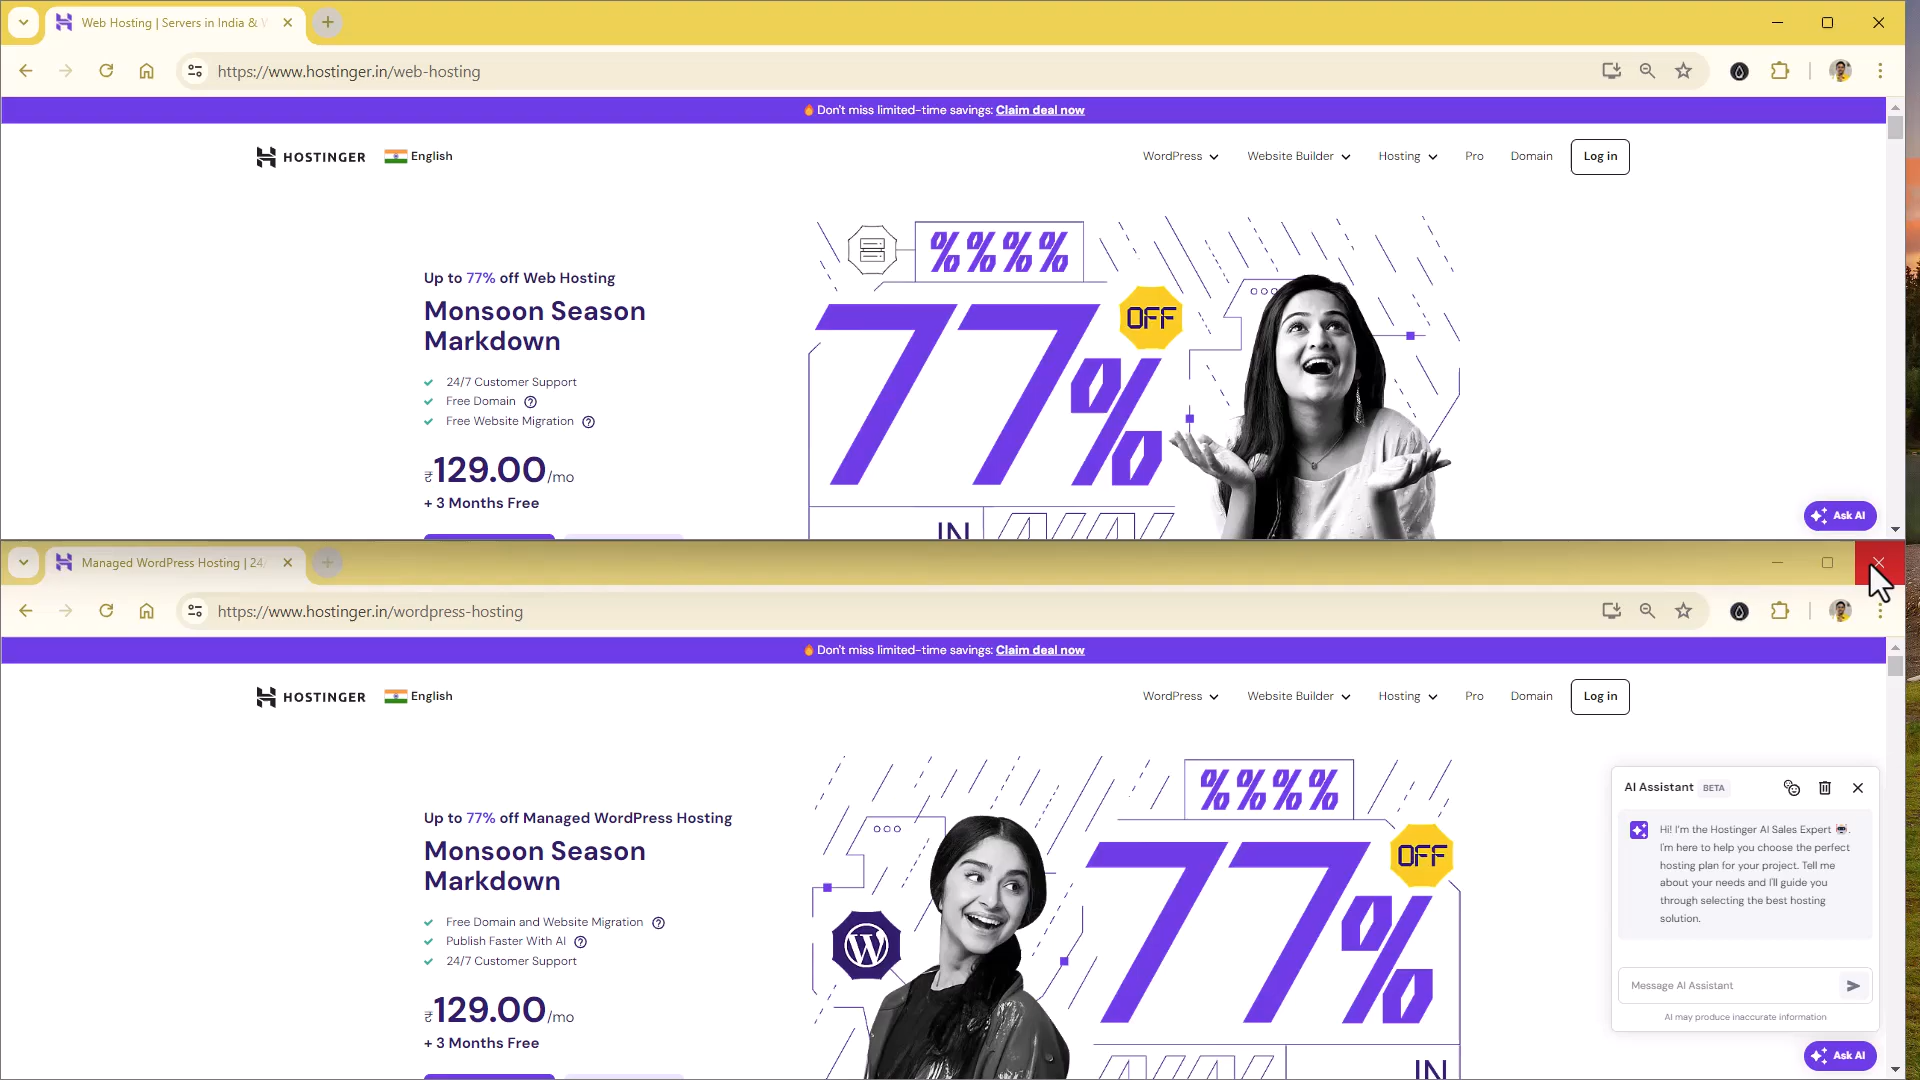 Web Hosting | Servers in India &
https://www.hostinger.in/web-hosting
Don't miss limited-time savings: Claim deal now
HOSTINGER English WordPress Website Builder Hosting Pro Domain Log in
%%%%
Up to 77% off Web Hosting
Monsoon Season
Markdown
24/7 Customer Support
Free Domain
Free Website Migration
₹129.00/mo
+ 3 Months Free
77%
OFF
IN
Ask AI
Managed WordPress Hosting | 24/
https://www.hostinger.in/wordpress-hosting
Don't miss limited-time savings: Claim deal now
HOSTINGER English WordPress Website Builder Hosting Pro Domain Log in
%%%%
Up to 77% off Managed WordPress Hosting
Monsoon Season
Markdown
Free Domain and Website Migration
Publish Faster With AI
24/7 Customer Support
₹129.00/mo
+ 3 Months Free
77%
OFF
IN
AI Assistant BETA
Hi! I'm the Hostinger AI Sales Expert
I'm here to help you choose the perfect
hosting plan for your project. Tell me
about your needs and I'll guide you
through selecting the best hosting
solution.
Message AI Assistant
AI may produce inaccurate information
Ask AI